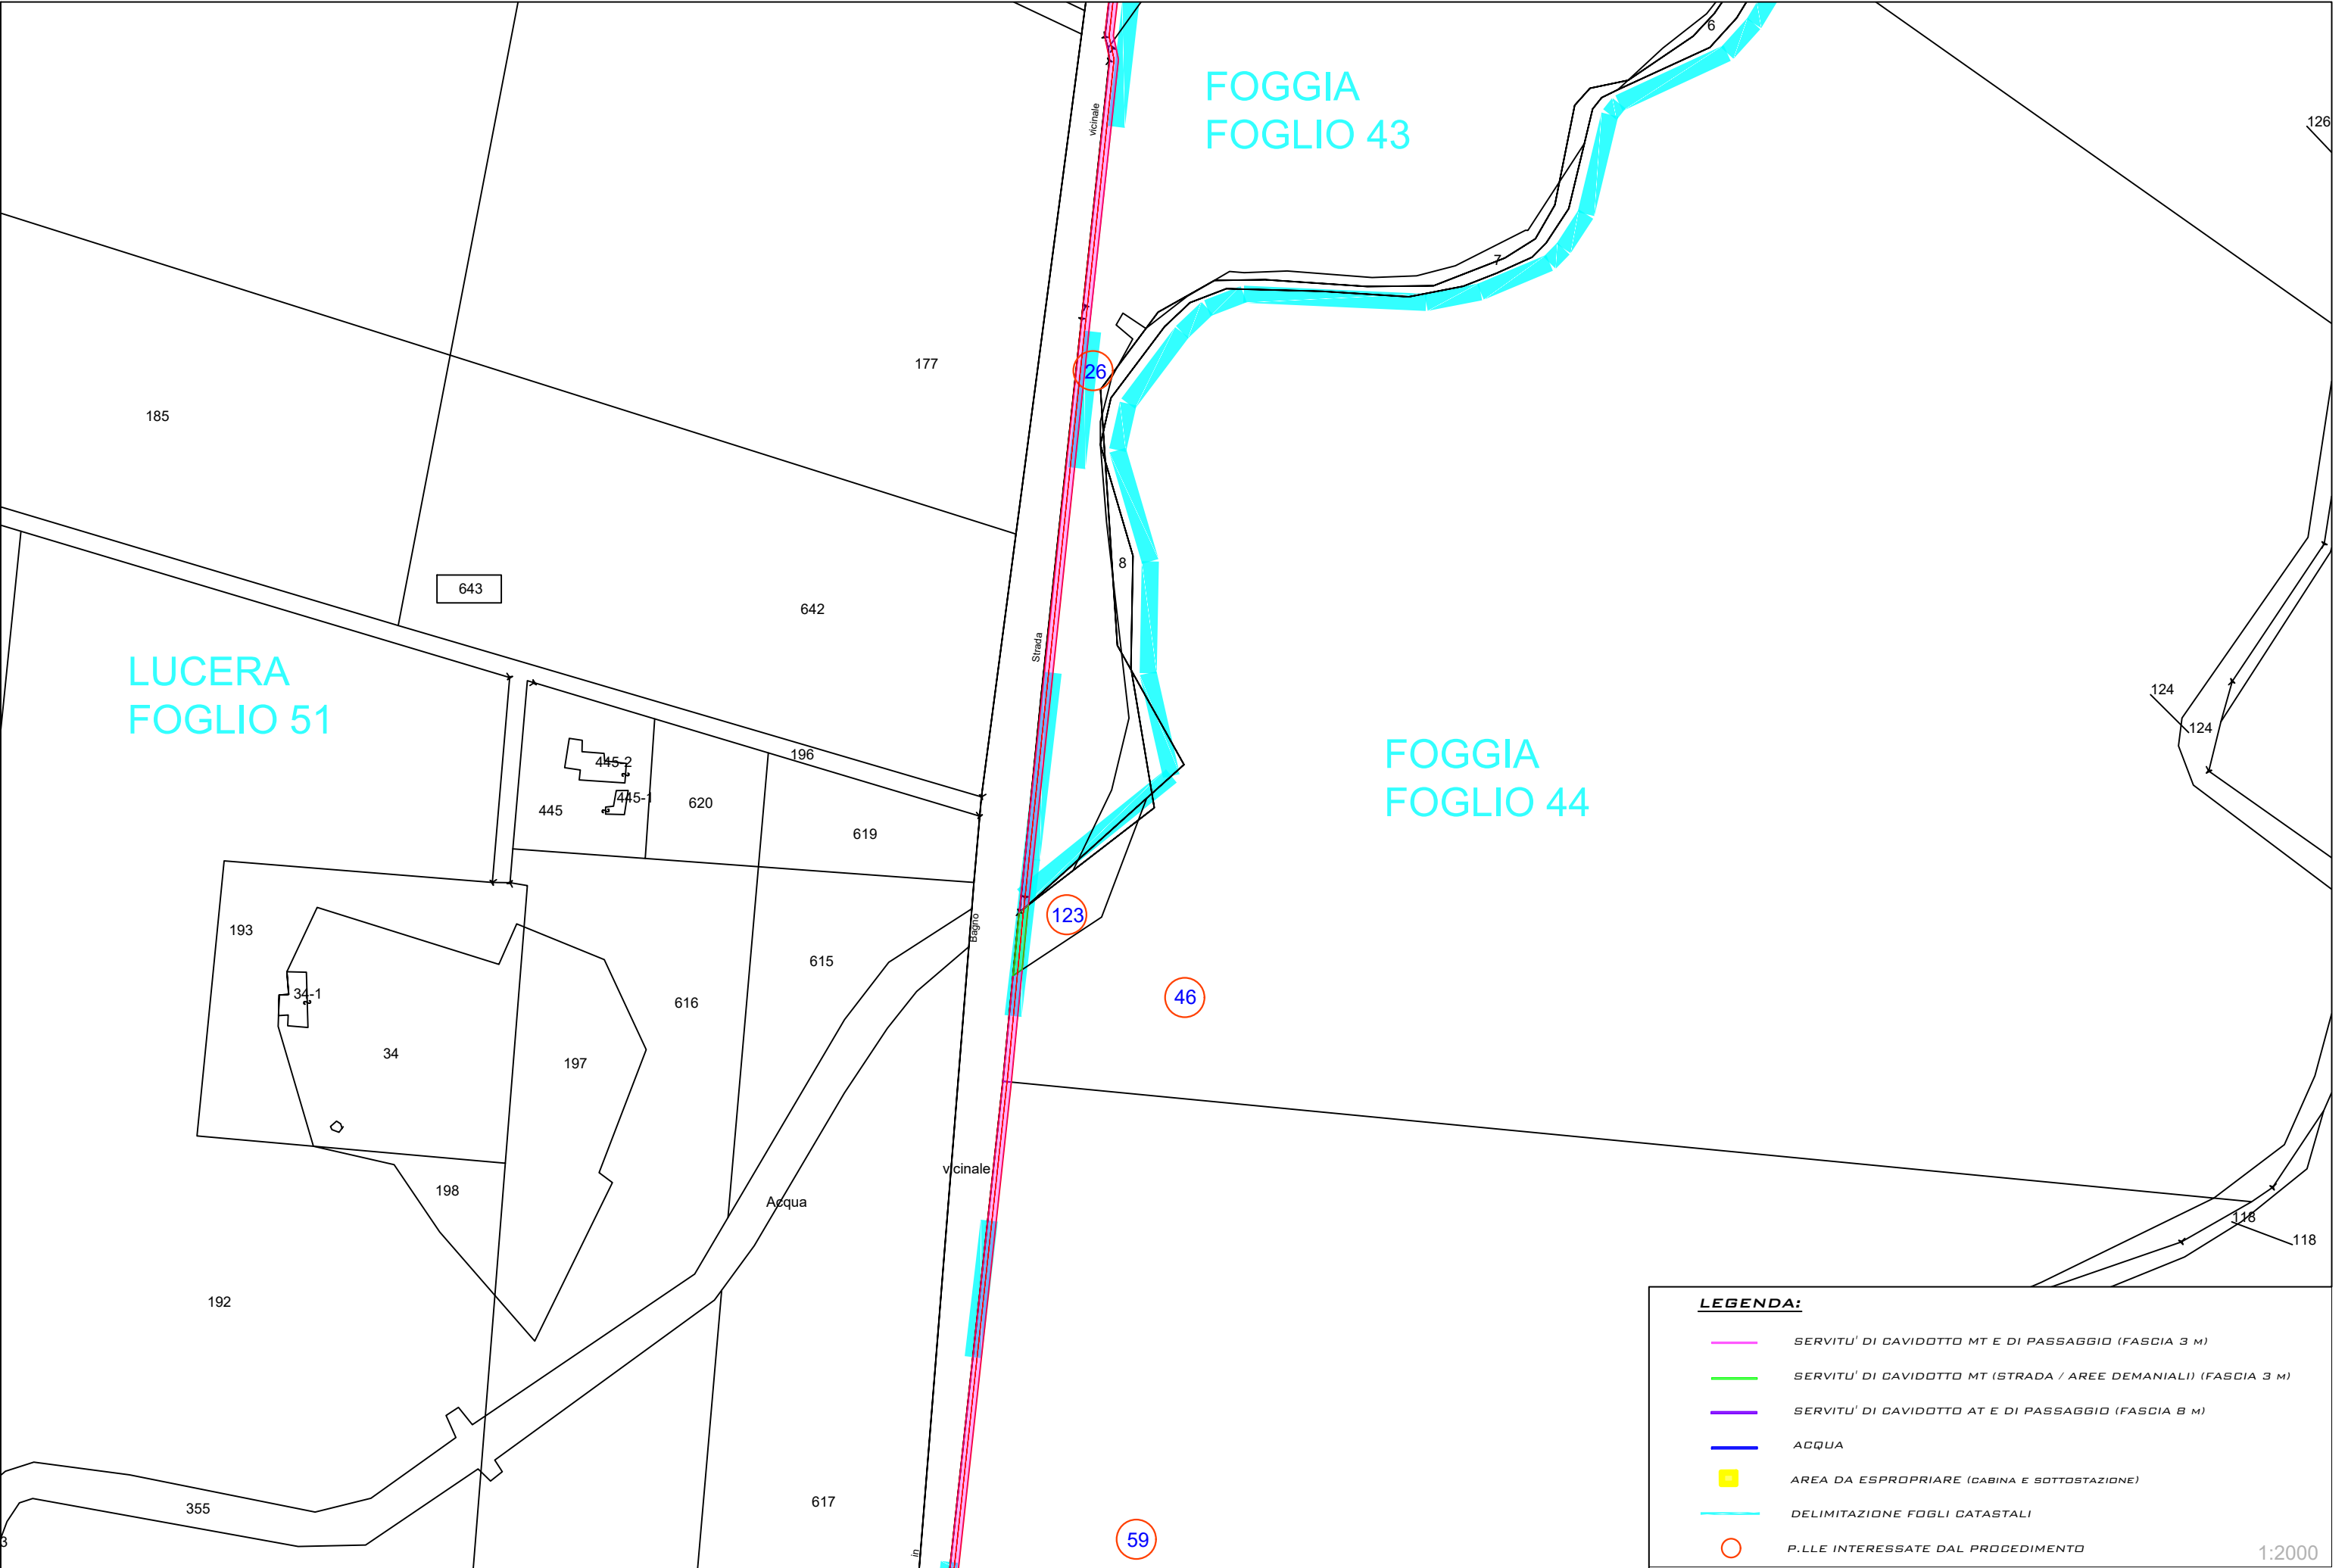 6
FOGGIA
FOGLIO 43
vicinale
126
7
26
177
185
8
643
642
Strada
LUCERA
FOGLIO 51
124
124
FOGGIA
FOGLIO 44
196
445-2
445-1
445
620
619
123
193
Bagno
615
34-1
616
46
34
197
vicinale
198
Acqua
118
118
192
355
617
59
3
in
LEGENDA:
SERVITU' DI CAVIDOTTO MT E DI PASSAGGIO (FASCIA 3 M)
SERVITU' DI CAVIDOTTO MT (STRADA / AREE DEMANIALI) (FASCIA 3 M)
SERVITU' DI CAVIDOTTO AT E DI PASSAGGIO (FASCIA 8 M)
ACQUA
AREA DA ESPROPRIARE (CABINA E SOTTOSTAZIONE)
DELIMITAZIONE FOGLI CATASTALI
P.LLE INTERESSATE DAL PROCEDIMENTO
1:2000